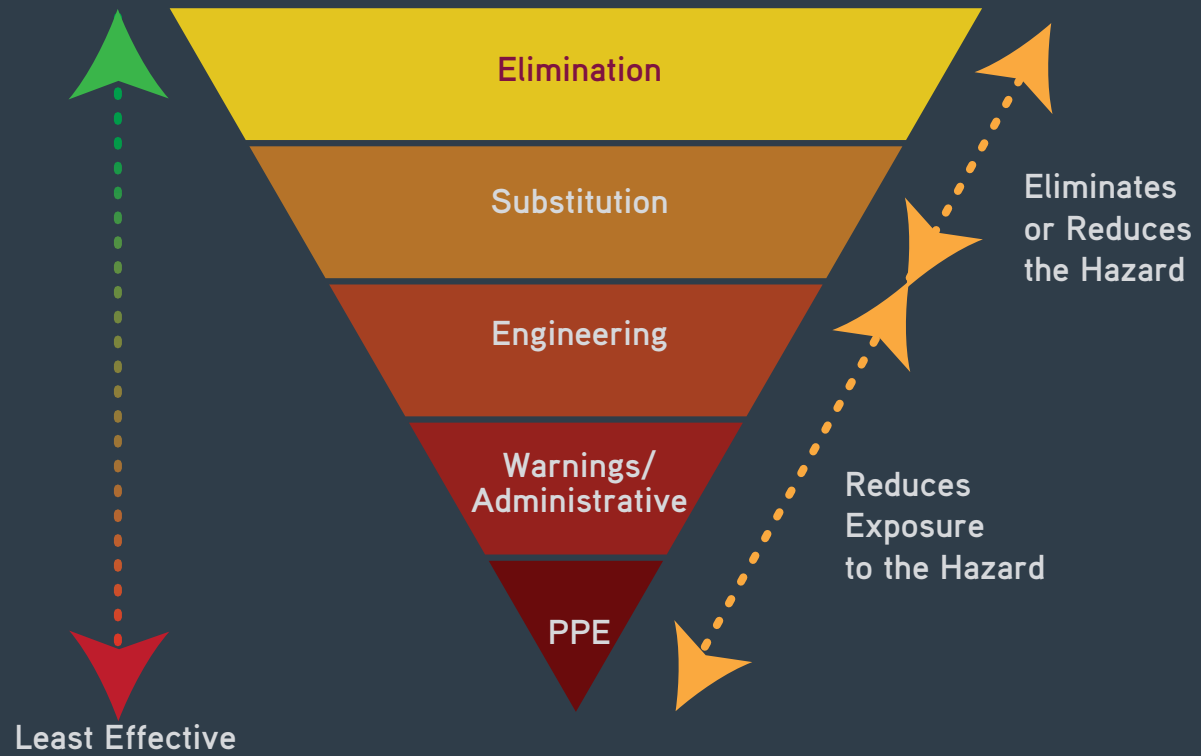 Elimination
Substitution
Engineering
Warnings/
Administrative
PPE
Eliminates
or Reduces
the Hazard
Reduces
Exposure
to the Hazard
Least Effective